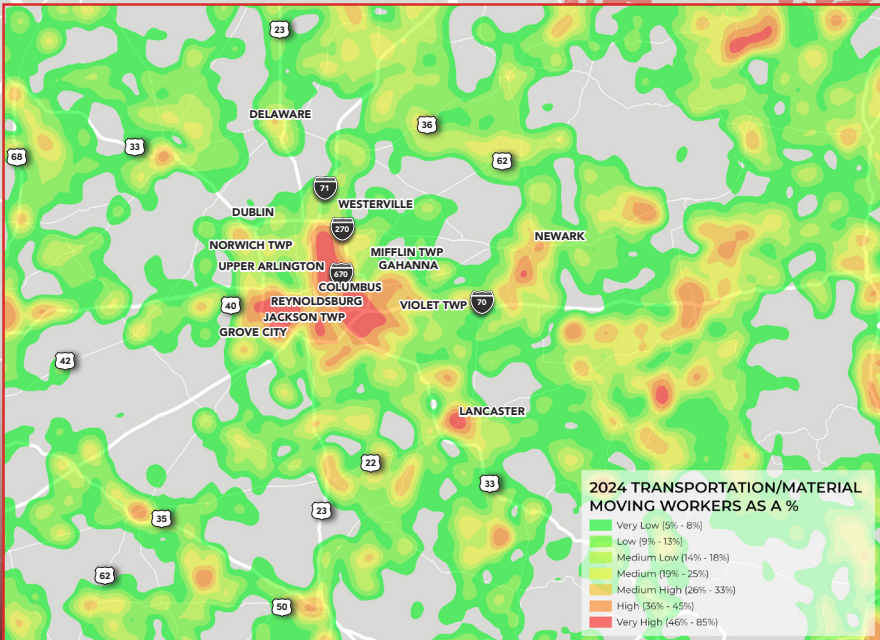 23
DELAWARE
36
33
68
62
71
WESTERVILLE
DUBLIN
270
NORWICH TWP
NEWARK
MIFFLIN TWP
UPPER ARLINGTON
GAHANNA
670
COLUMBUS
REYNOLDSBURG
40
VIOLET TWP
70
JACKSON TWP
GROVE CITY
42
LANCASTER
22
33
23
35
62
50
2024 TRANSPORTATION/MATERIAL
MOVING WORKERS AS A %
Very Low (5% - 8%)
Low (9% - 13%)
Medium Low (14% - 18%)
Medium (19% - 25%)
Medium High (26% - 33%)
High (36% - 45%)
Very High (46% - 85%)